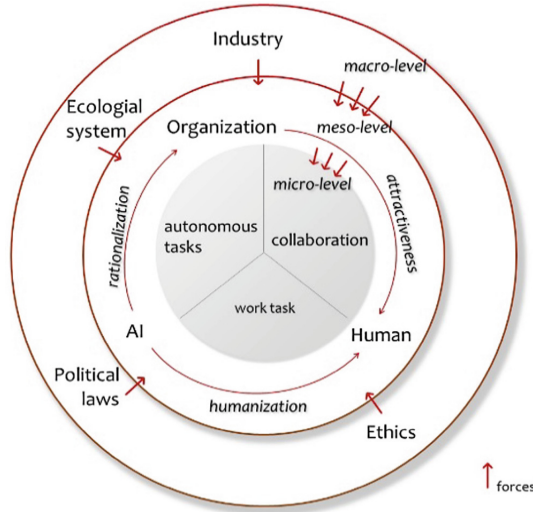 Industry
macro-level
Ecologial
system
Organization
meso-level
micro-level
rationalization
attractiveness
autonomous
tasks
collaboration
work task
AI
Human
Political
laws
humanization
Ethics
forces